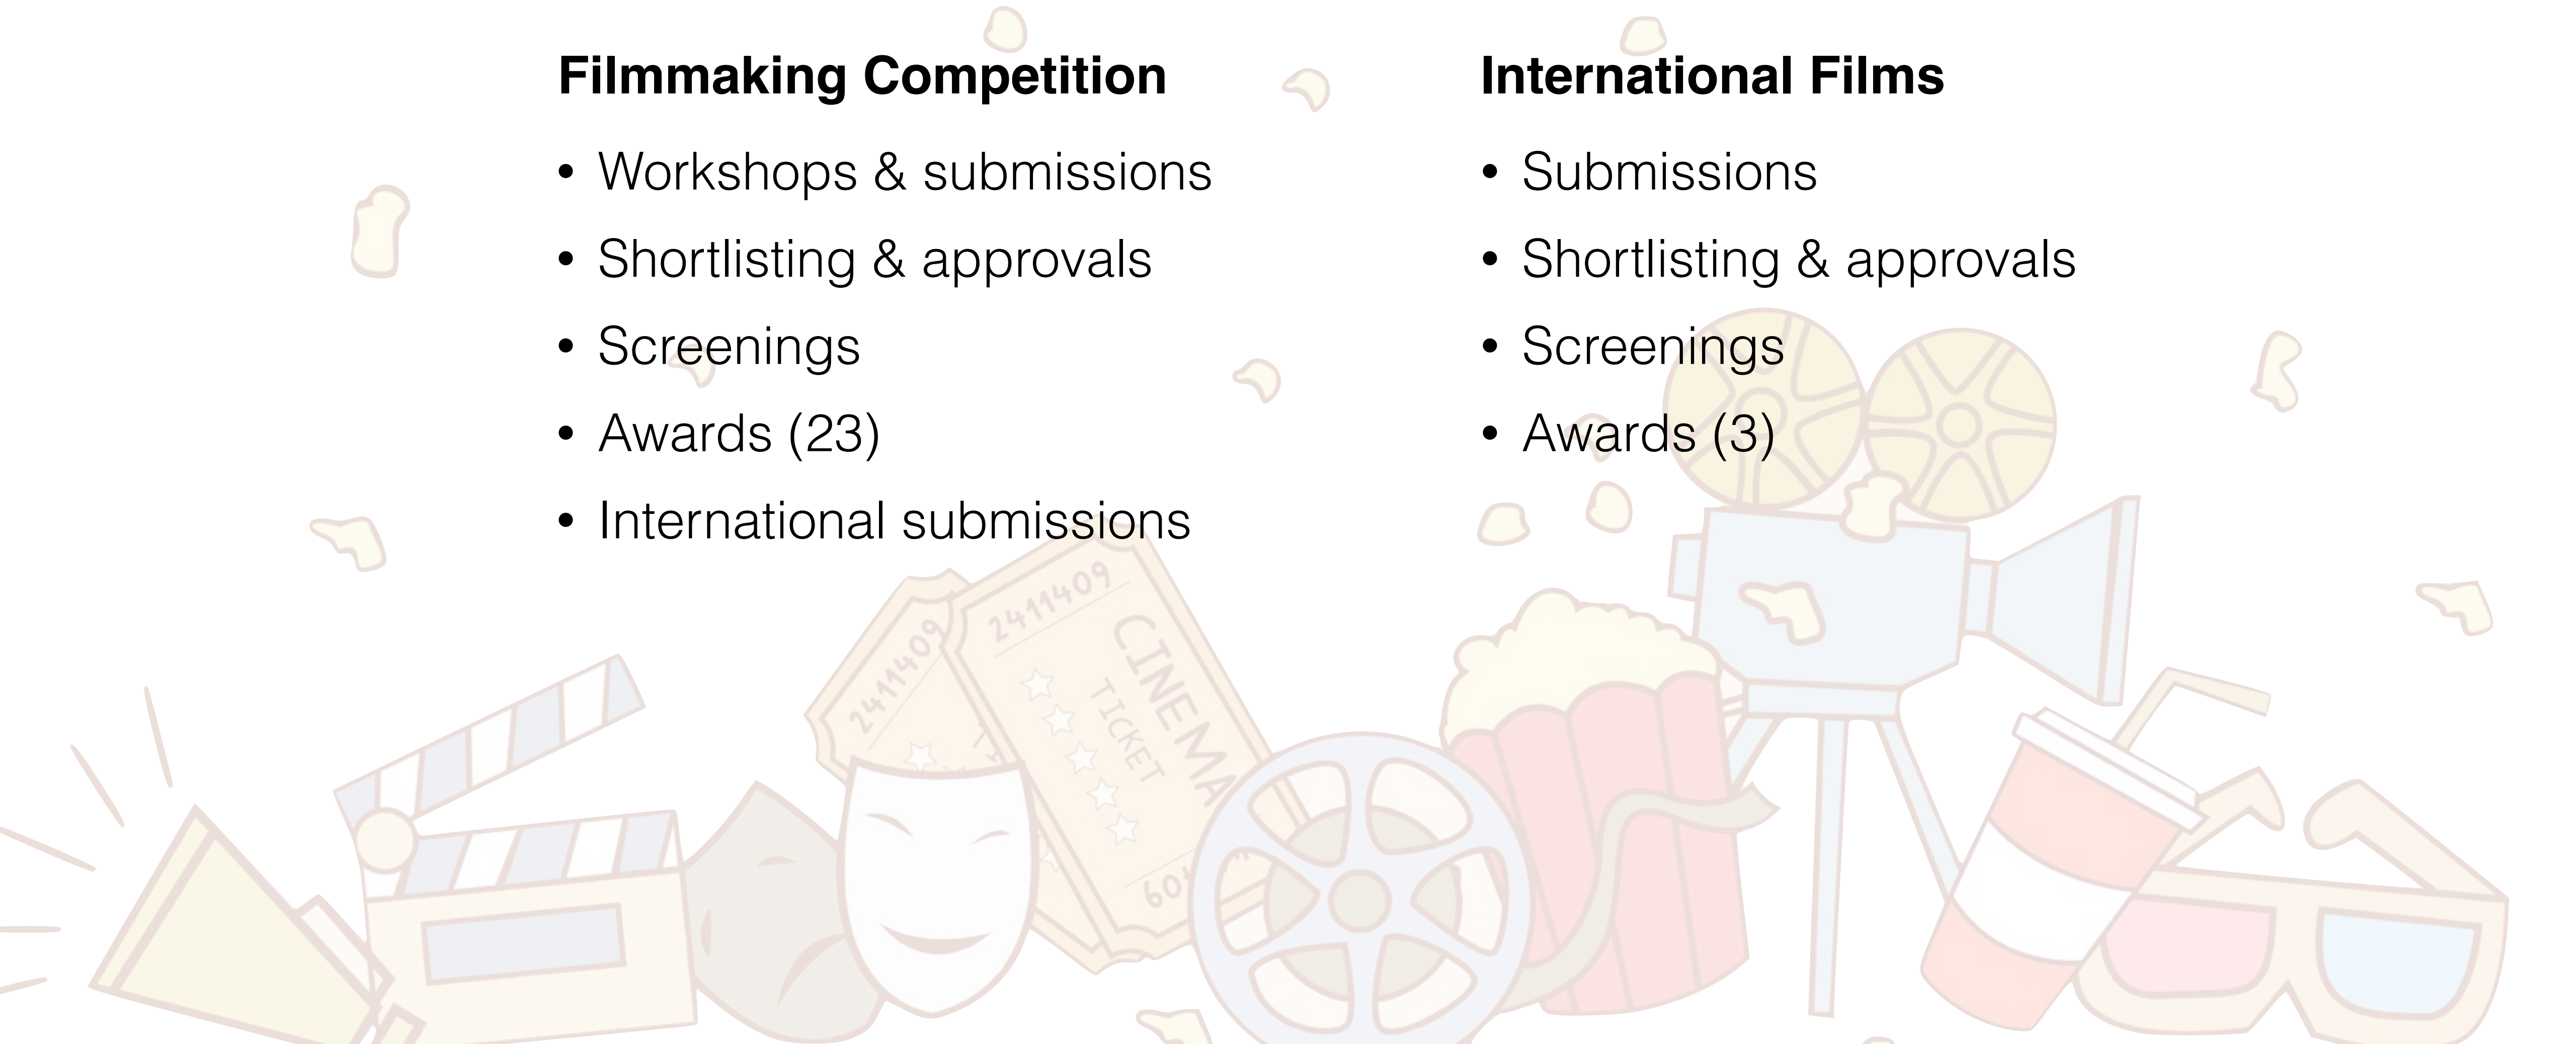 Filmmaking Competition
• Workshops & submissions
• Shortlisting & approvals
• Screenings
• Awards (23)
• International submissions
International Films
• Submissions
• Shortlisting & approvals
• Screenings
• Awards (3)
2411409
2411409
CINEMA
TICKET